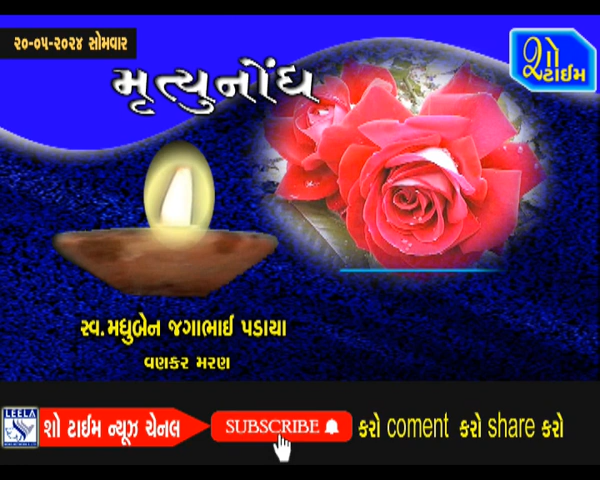 ૨૦-૦૫-૨૦૨૪ સોમવાર
શો ટાઈમ
મૃત્યુનોંધ
સ્વ.મધુબેન જગાભાઈ પડાયા
વણકર મરણ
LEELA
શો ટાઈમ ન્યૂઝ ચેનલ
SUBSCRIBE
કરો coment કરો share કરો